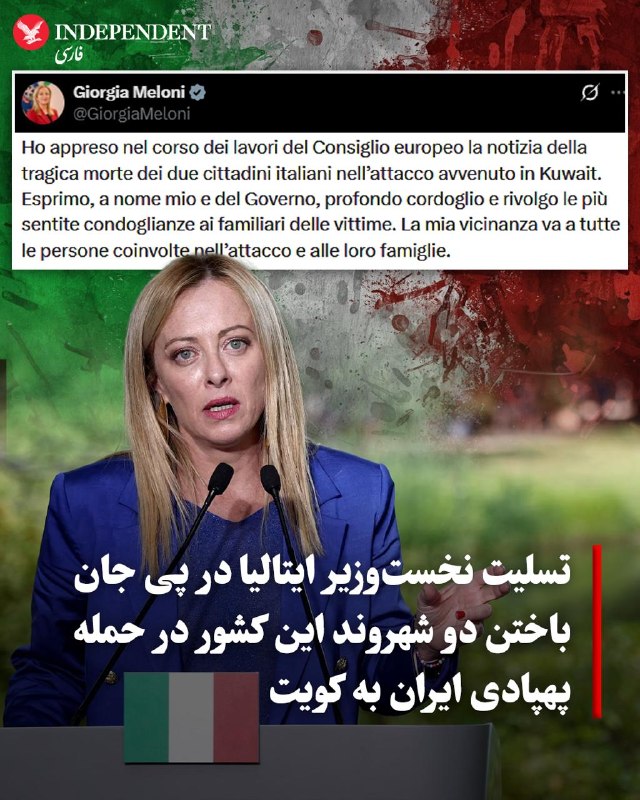 INDEPENDENT
فارسی
Giorgia Meloni
@GiorgiaMeloni
Ho appreso nel corso dei lavori del Consiglio europeo la notizia della
tragica morte dei due cittadini italiani nell'attacco avvenuto in Kuwait.
Esprimo, a nome mio e del Governo, profondo cordoglio e rivolgo le più
sentite condoglianze ai familiari delle vittime. La mia vicinanza va a tutte
le persone coinvolte nell'attacco e alle loro famiglie.
تسلیت نخست‌وزیر ایتالیا در پی جان
باختن دو شهروند این کشور در حمله
پهپادی ایران به کویت